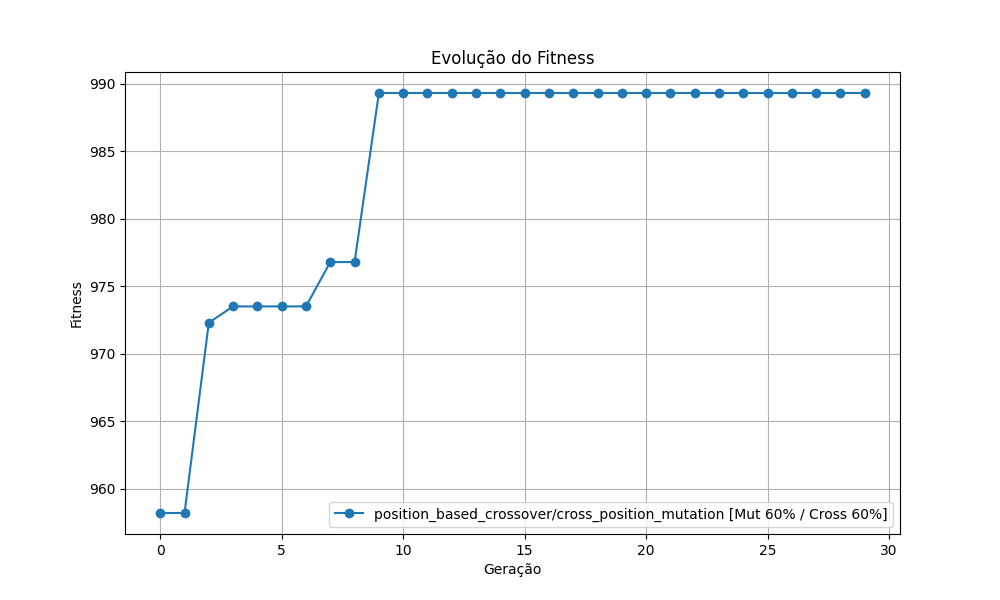 Evolução do Fitness
Fitness
990
985
980
975
970
965
960
position_based_crossover/cross_position_mutation [Mut 60% / Cross 60%]
0 5 10 15 20 25 30
Geração